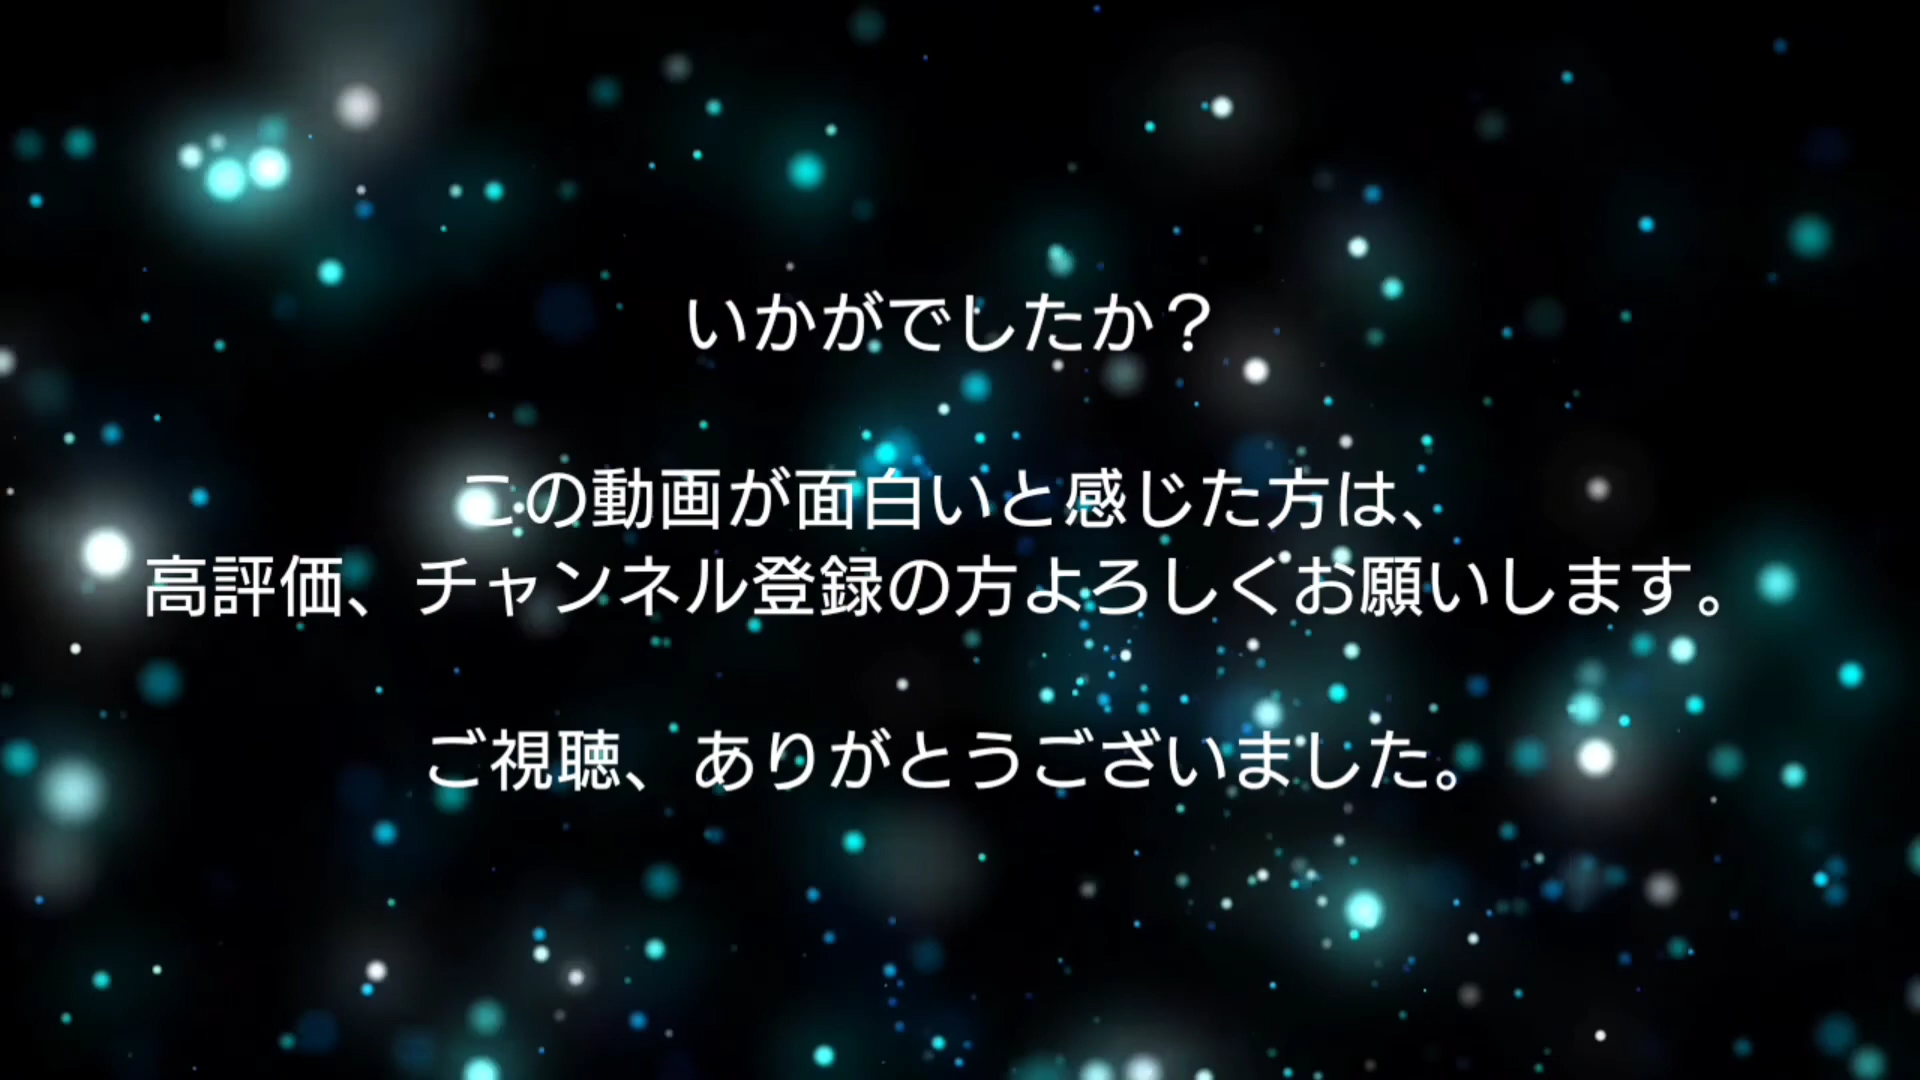 いかがでしたか？
この動画が面白いと感じた方は、
高評価、チャンネル登録の方よろしくお願いします。
ご視聴、ありがとうございました。